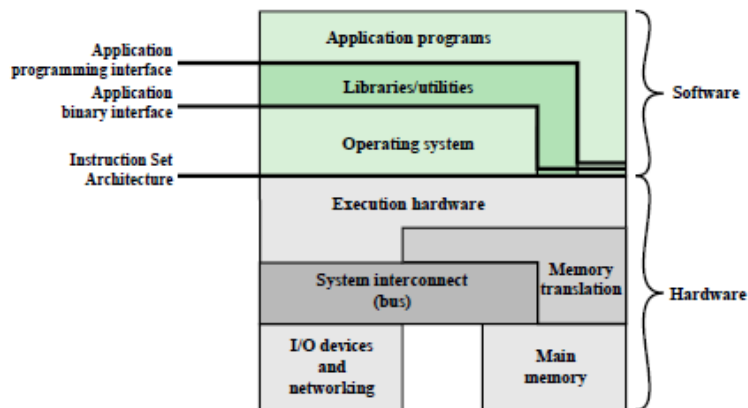 Application programs
Application
programming interface
Libraries/utilities
Software
Application
binary interface
Operating system
Instruction Set
Architecture
Execution hardware
Memory
translation
System interconnect
(bus)
Hardware
I/O devices
and
networking
Main
memory